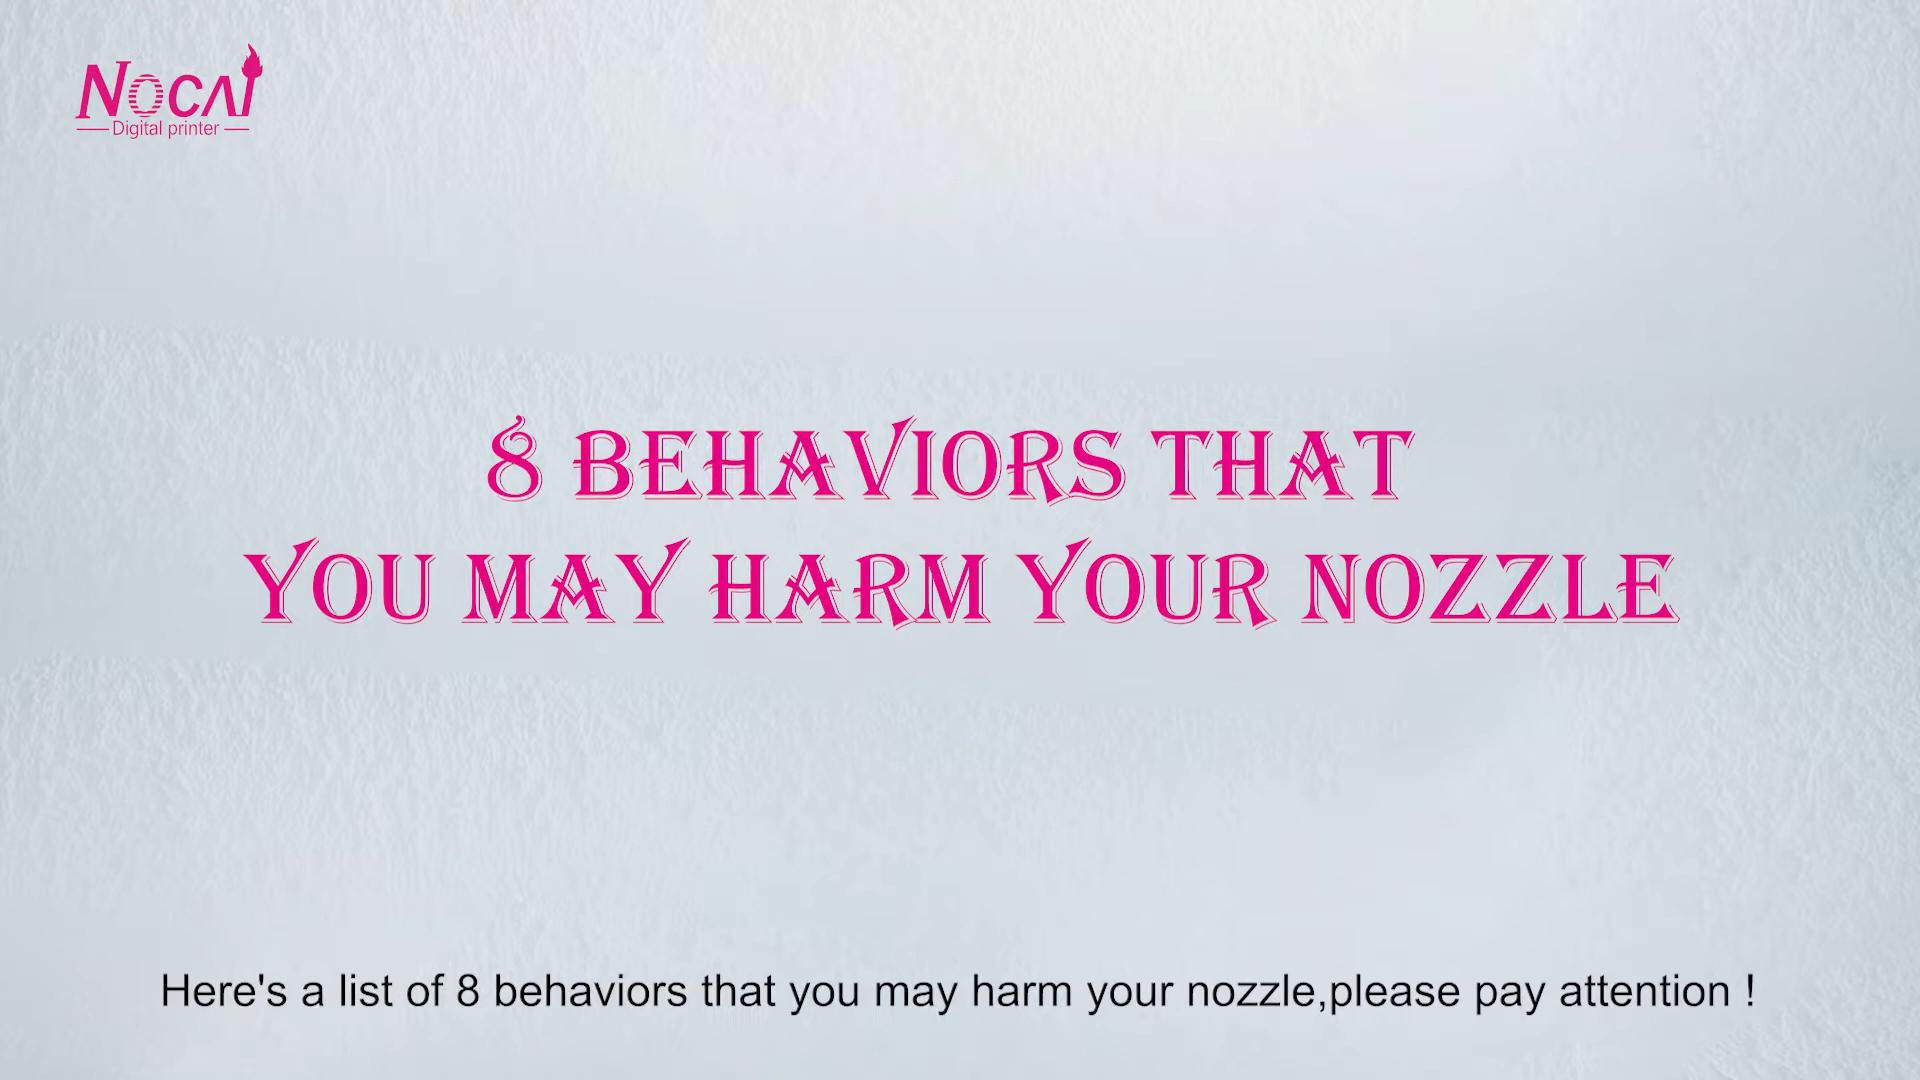 NOCAI
Digital printer
8 BEHAVIORS THAT
YOU MAY HARM YOUR NOZZLE
Here's a list of 8 behaviors that you may harm your nozzle,please pay attention !